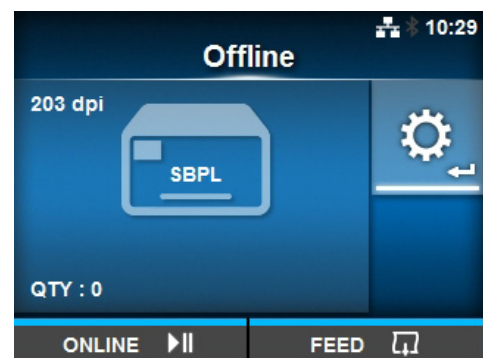 10:29
Offline
203 dpi
SBPL
QTY : 0
ONLINE
FEED